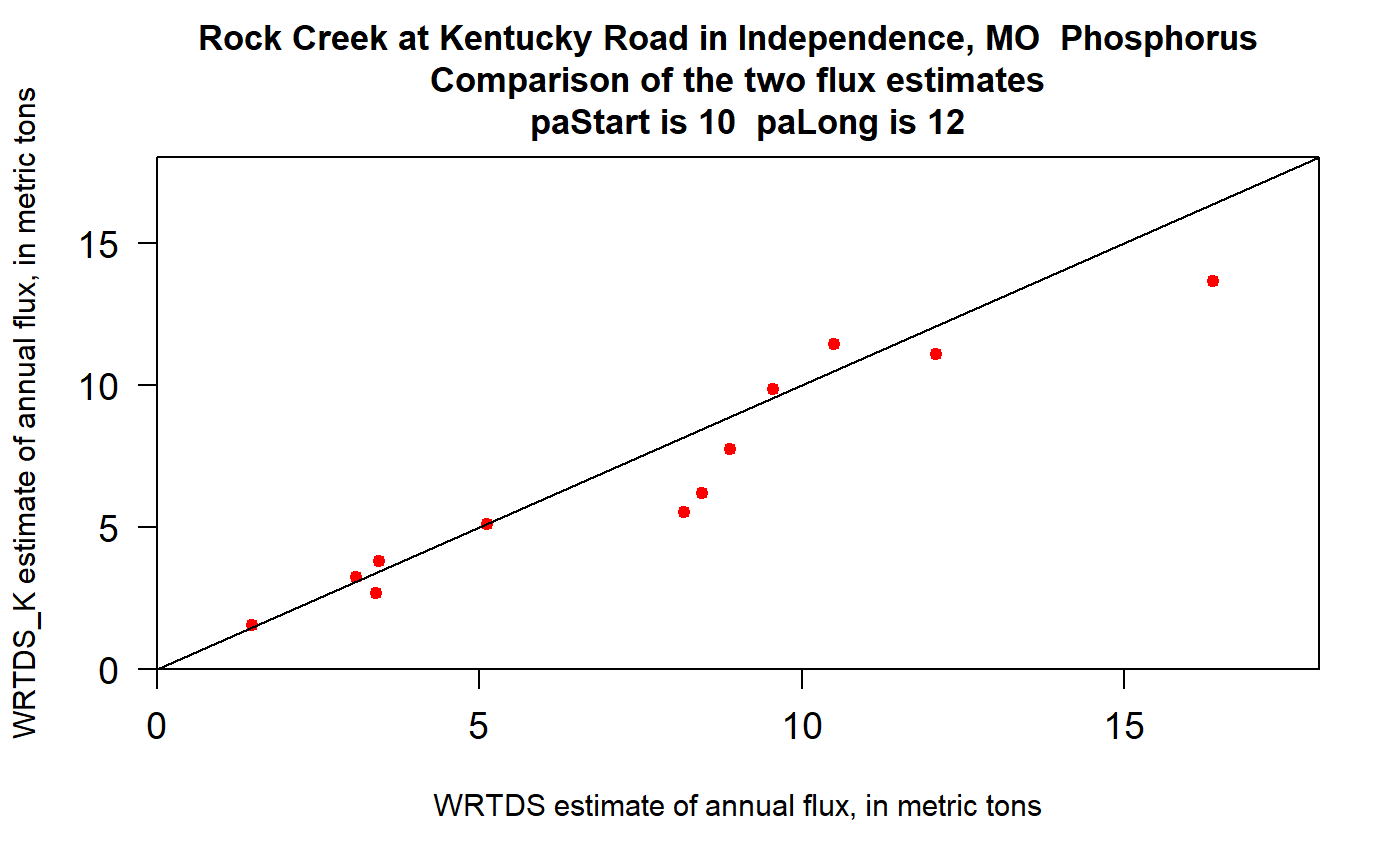 Rock Creek at Kentucky Road in Independence, MO  Phosphorus
Comparison of the two flux estimates
paStart is 10  paLong is 12
WRTDS_K estimate of annual flux, in metric tons
15
10
5
0
0 5 10 15
WRTDS estimate of annual flux, in metric tons